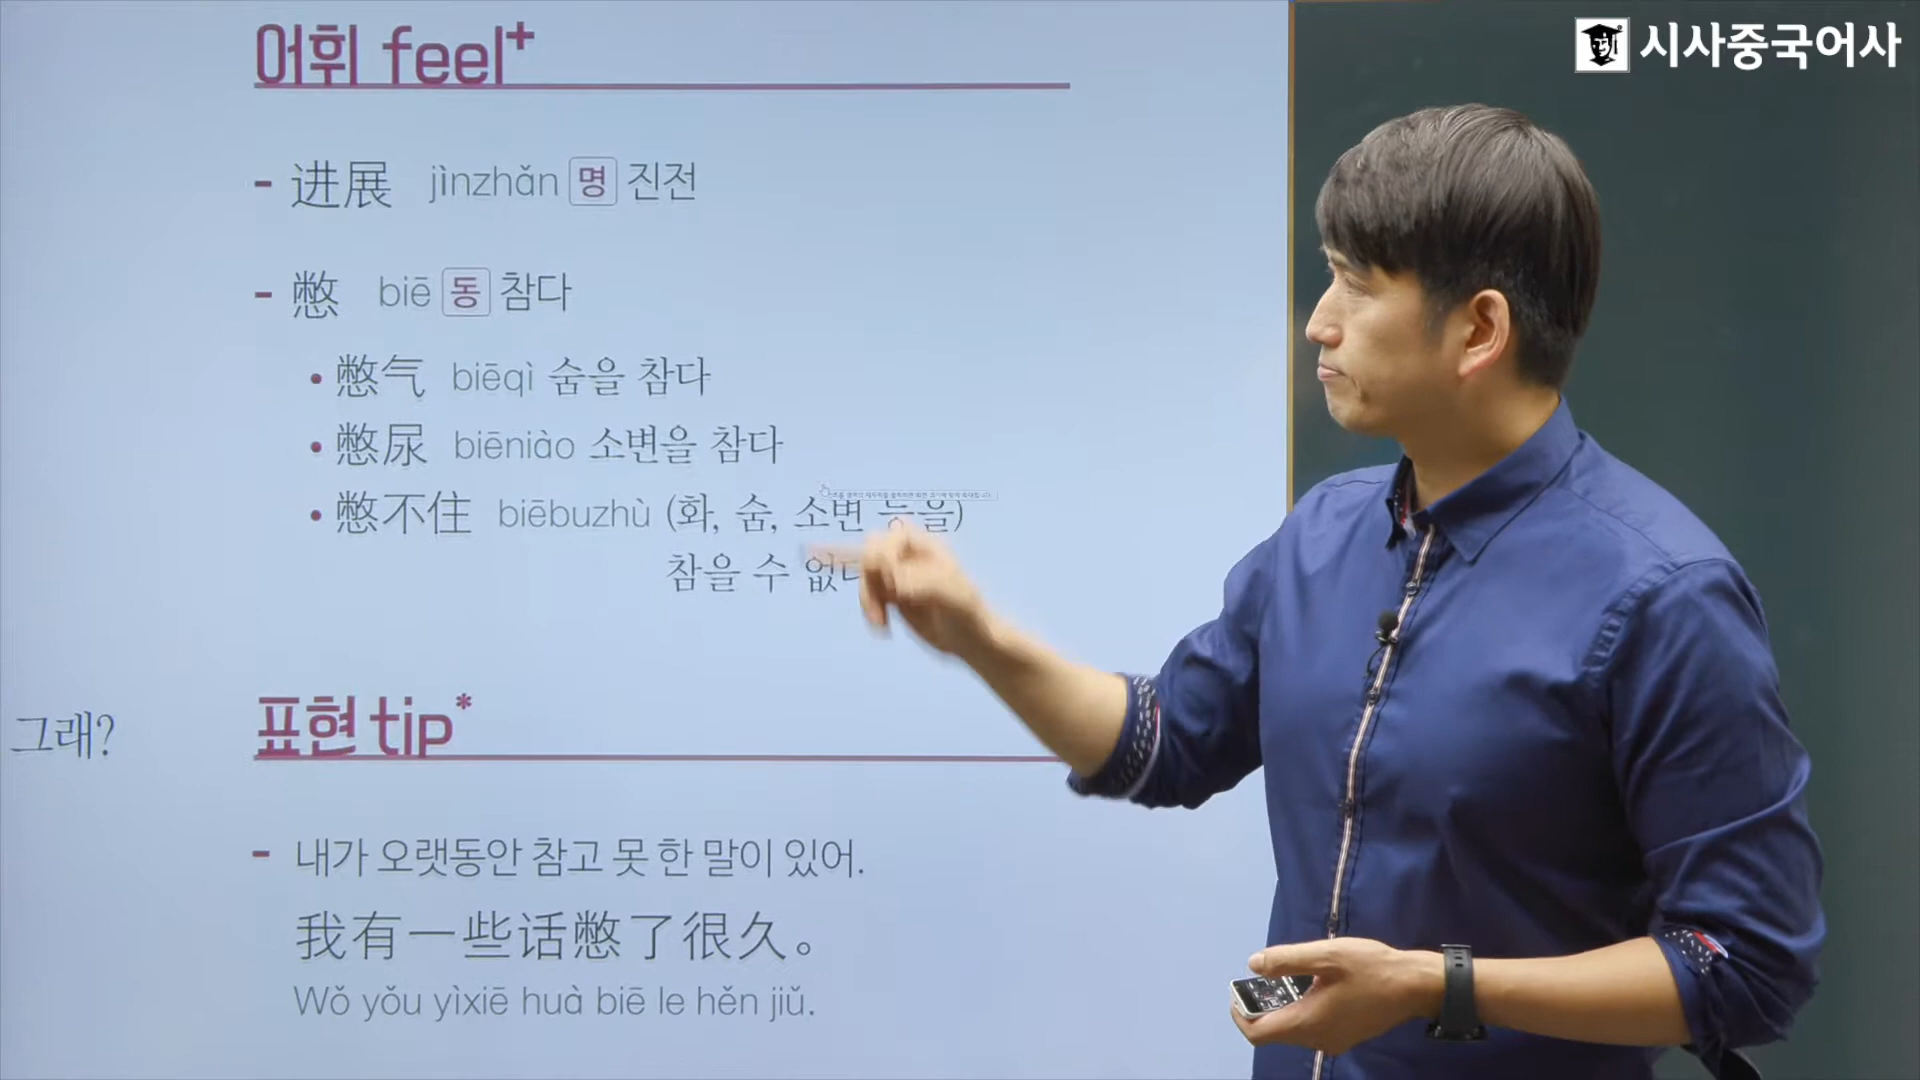 시사중국어사
어휘 feel+
- 进展 jìnzhǎn 명 진전
- 憋 biē 동 참다
• 憋气 biēqì 숨을 참다
• 憋尿 biēniào 소변을 참다
• 憋不住 biēbuzhù (화, 숨, 소변 등을)
참을 수 없다
그래?
표현 tip*
- 내가 오랫동안 참고 못 한 말이 있어.
我有一些话憋了很久。
Wǒ yǒu yìxiē huà biē le hěn jiǔ.